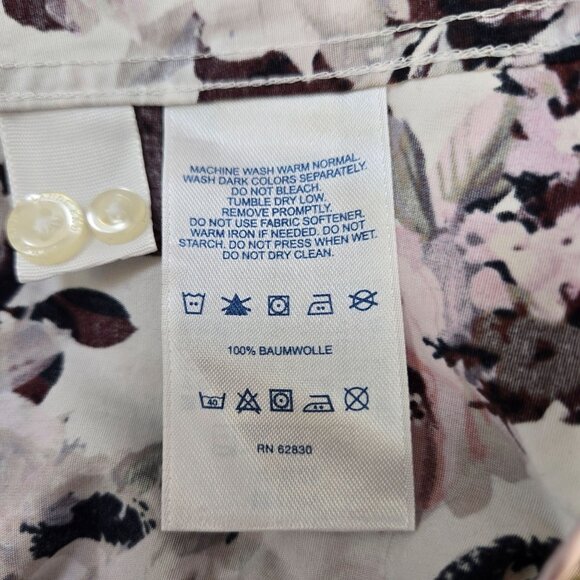 MACHINE WASH WARM NORMAL.
WASH DARK COLORS SEPARATELY.
DO NOT BLEACH.
TUMBLE DRY LOW.
REMOVE PROMPTLY.
DO NOT USE FABRIC SOFTENER.
WARM IRON IF NEEDED. DO NOT
STARCH. DO NOT PRESS WHEN WET.
DO NOT DRY CLEAN.
100% BAUMWOLLE
40
RN 62830